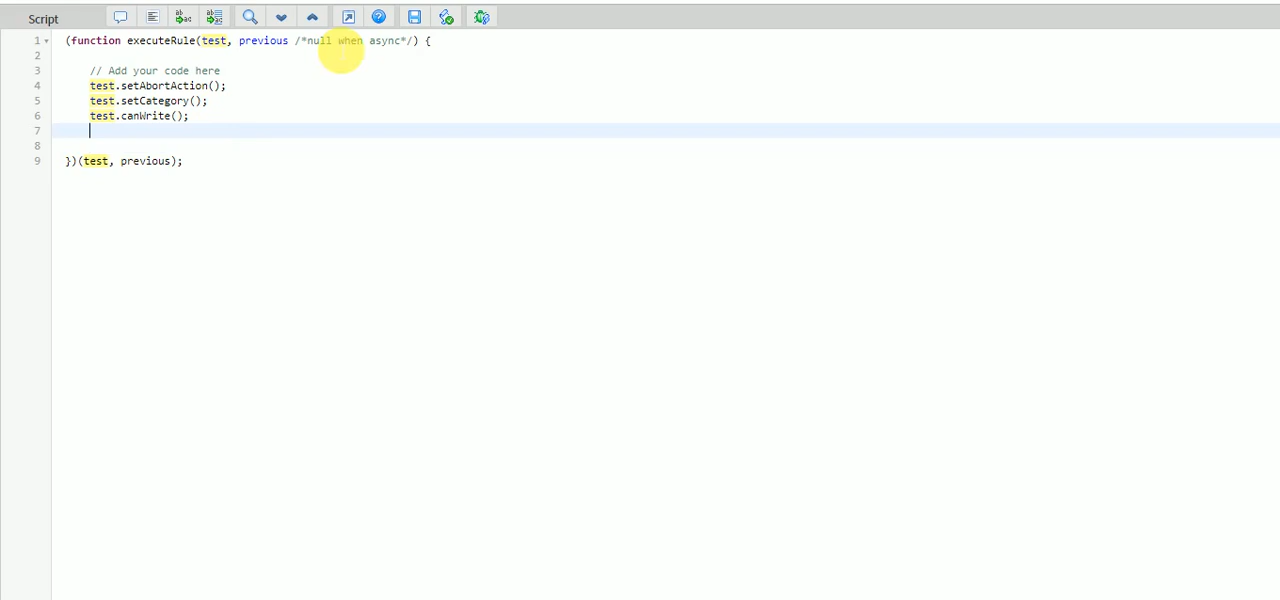 Script
1 (function executeRule(test, previous /*null when async*/) {
2
3 // Add your code here
4 test.setAbortAction();
5 test.setCategory();
6 test.canWrite();
7
8
9 })(test, previous);